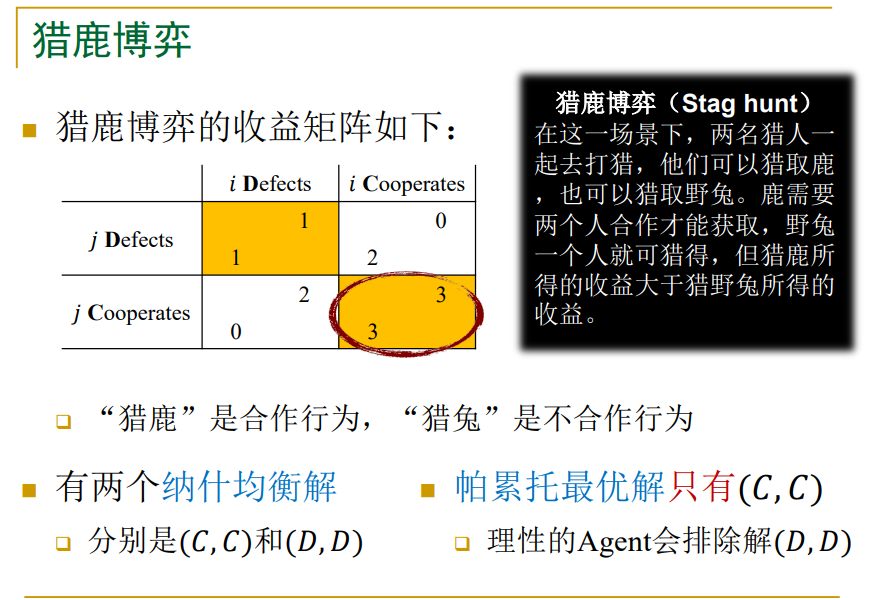 猎鹿博弈
猎鹿博弈的收益矩阵如下：
i Defects i Cooperates
j Defects
1 0
1 2
j Cooperates
2 3
0 3
猎鹿博弈（Stag hunt）
在这一场景下，两名猎人一
起去打猎，他们可以猎取鹿
，也可以猎取野兔。鹿需要
两个人合作才能获取，野兔
一个人就可猎得，但猎鹿所
得的收益大于猎野兔所得的
收益。
“猎鹿”是合作行为，“猎兔”是不合作行为
有两个纳什均衡解
分别是(C, C)和(D, D)
帕累托最优解只有(C, C)
理性的Agent会排除解(D, D)